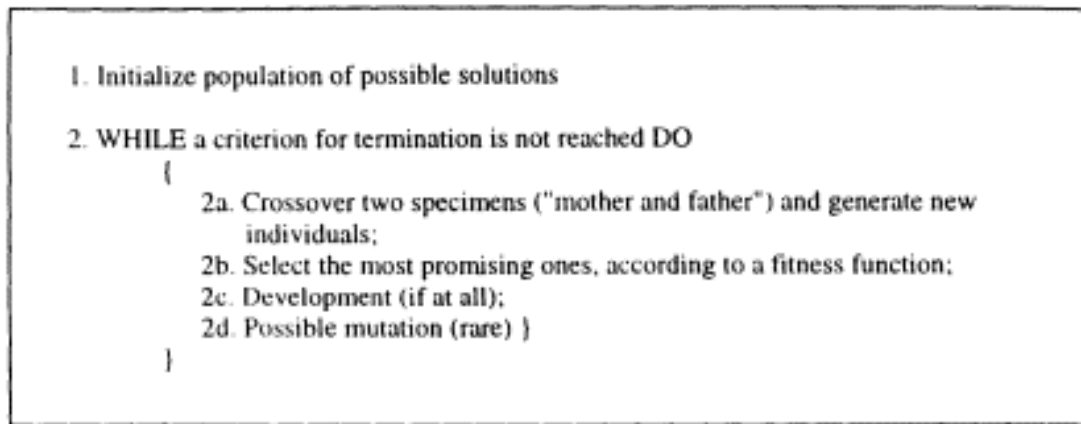 1. Initialize population of possible solutions
2. WHILE a criterion for termination is not reached DO
{
2a. Crossover two specimens ("mother and father") and generate new
individuals;
2b. Select the most promising ones, according to a fitness function;
2c. Development (if at all);
2d. Possible mutation (rare) }
}